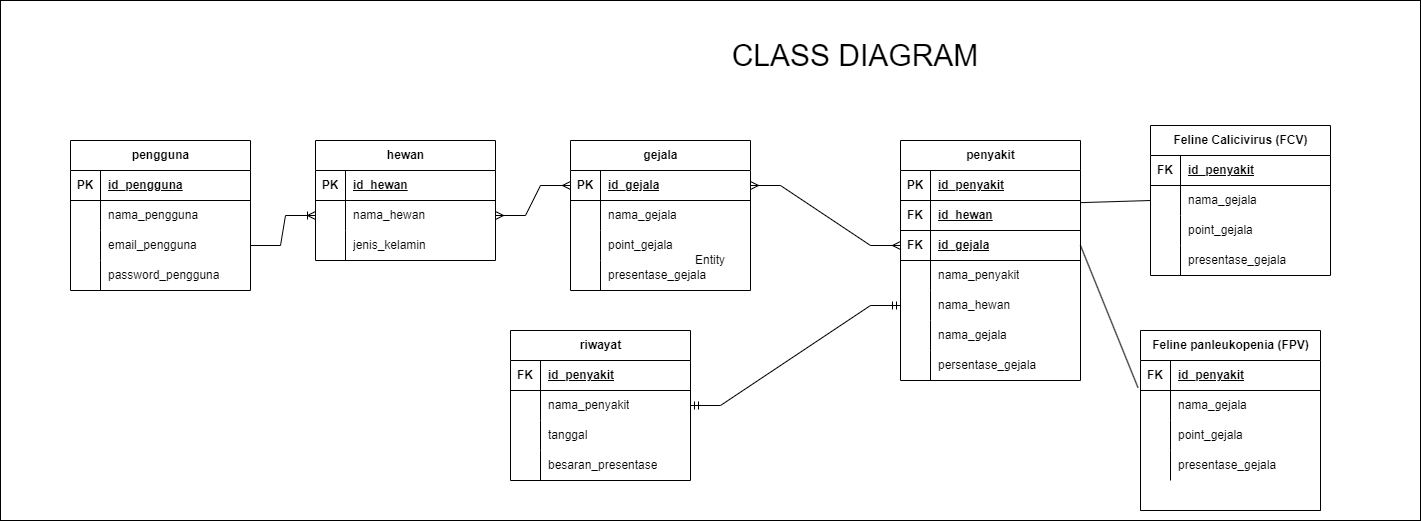 CLASS DIAGRAM
pengguna
PK id_pengguna
nama_pengguna
email_pengguna
password_pengguna
hewan
PK id_hewan
nama_hewan
jenis_kelamin
gejala
PK id_gejala
nama_gejala
point_gejala
Entity
presentase_gejala
penyakit
PK id_penyakit
FK id_hewan
FK id_gejala
nama_penyakit
nama_hewan
nama_gejala
persentase_gejala
Feline Calicivirus (FCV)
FK id_penyakit
nama_gejala
point_gejala
presentase_gejala
riwayat
FK id_penyakit
nama_penyakit
tanggal
besaran_presentase
Feline panleukopenia (FPV)
FK id_penyakit
nama_gejala
point_gejala
presentase_gejala